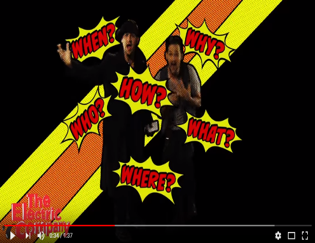 WHEN?
WHY?
HOW?
WHO?
WHAT?
WHERE?
the
Electric
Company